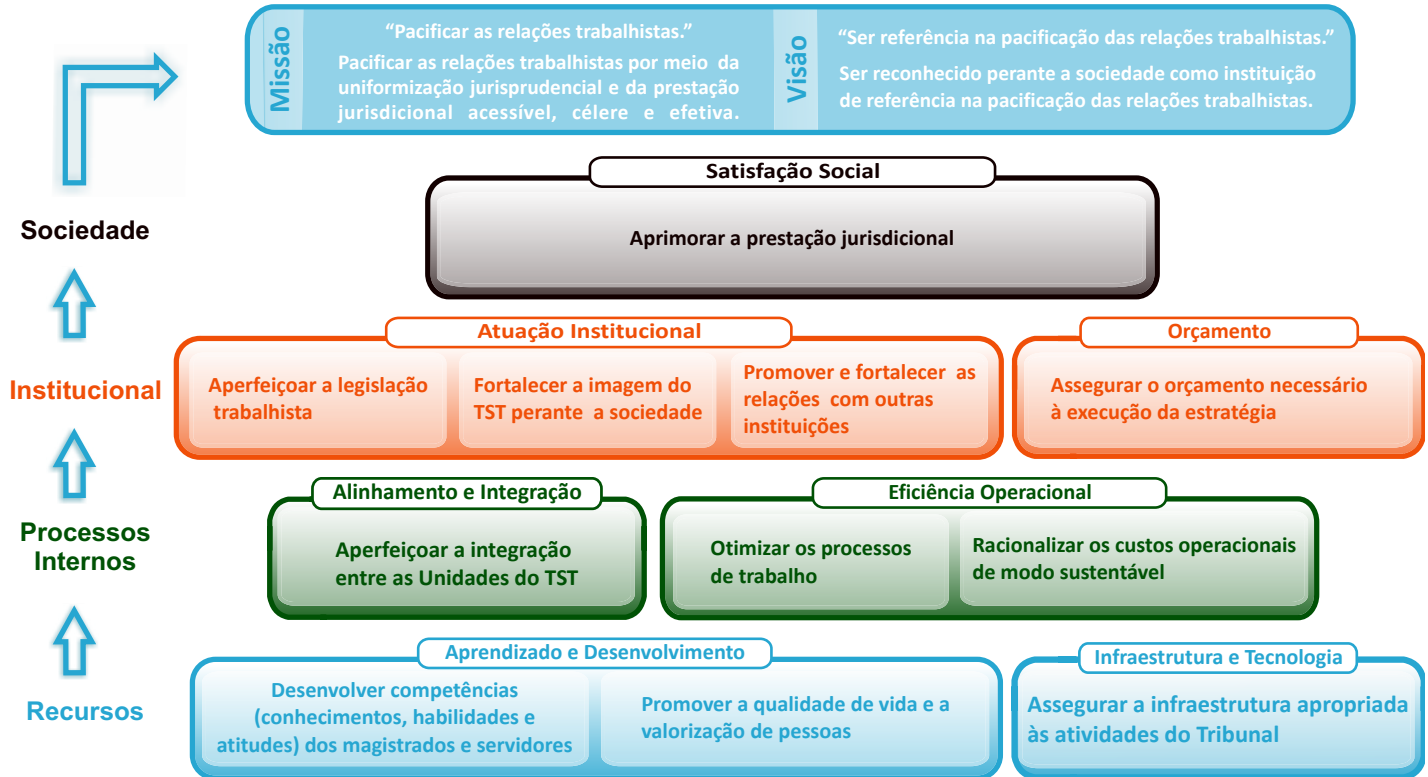 Missão
“Pacificar as relações trabalhistas.”
Pacificar as relações trabalhistas por meio da
uniformização jurisprudencial e da prestação
jurisdicional acessível, célere e efetiva.
Visão
“Ser referência na pacificação das relações trabalhistas.”
Ser reconhecido perante a sociedade como instituição
de referência na pacificação das relações trabalhistas.
Sociedade
Satisfação Social
Aprimorar a prestação jurisdicional
Institucional
Atuação Institucional
Aperfeiçoar a legislação
trabalhista
Fortalecer a imagem do
TST perante a sociedade
Promover e fortalecer as
relações com outras
instituições
Orçamento
Assegurar o orçamento necessário
à execução da estratégia
Processos
Internos
Alinhamento e Integração
Aperfeiçoar a integração
entre as Unidades do TST
Eficiência Operacional
Otimizar os processos
de trabalho
Racionalizar os custos operacionais
de modo sustentável
Recursos
Aprendizado e Desenvolvimento
Desenvolver competências
(conhecimentos, habilidades e
atitudes) dos magistrados e servidores
Promover a qualidade de vida e a
valorização de pessoas
Infraestrutura e Tecnologia
Assegurar a infraestrutura apropriada
às atividades do Tribunal